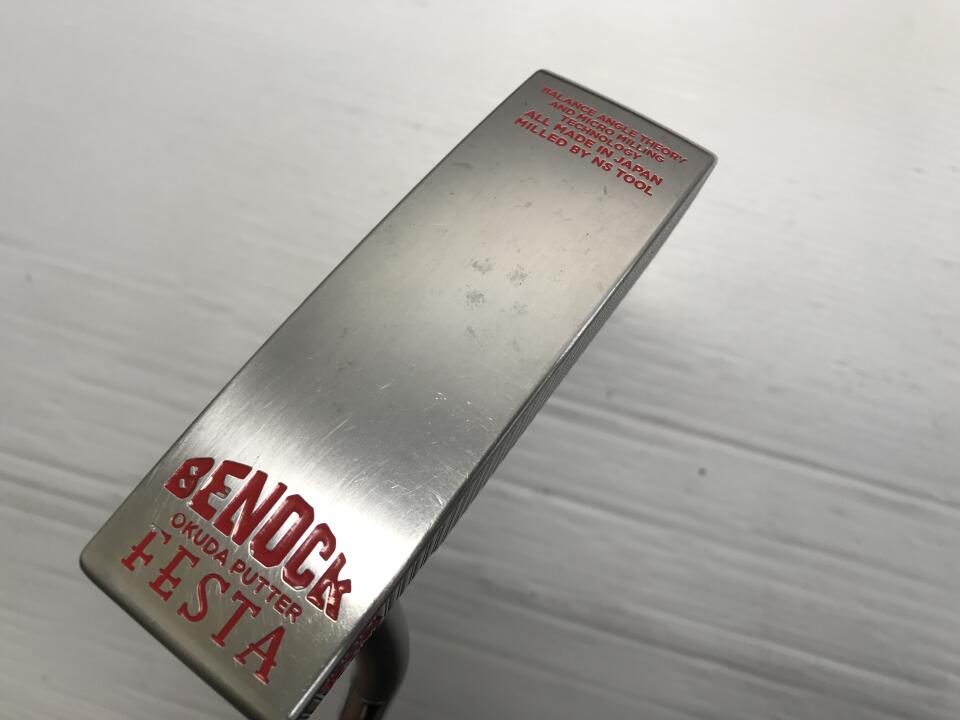 BALANCE ANGLE THEORY
AND MICRO MILLING
TECHNOLOGY
ALL MADE IN JAPAN
MILLED BY NS TOOL
BENOCK
OKUDA PUTTER
FESTA